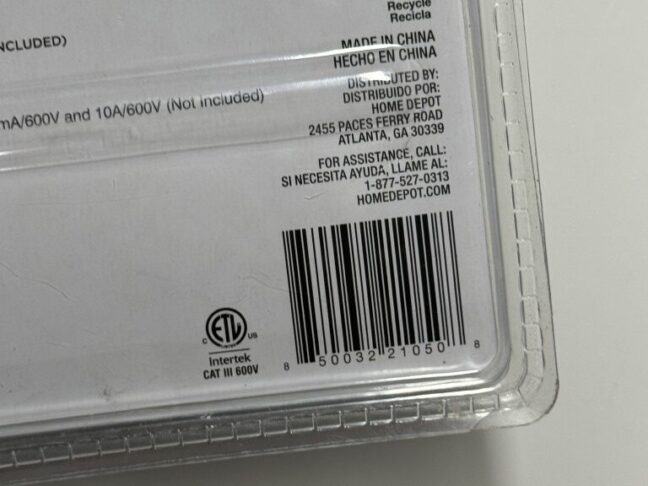 Recycle
Recicla
NCLUDED)
MADE IN CHINA
HECHO EN CHINA
mA/600V and 10A/600V (Not Included)
DISTRIBUTED BY:
DISTRIBUIDO POR:
HOME DEPOT
2455 PACES FERRY ROAD
ATLANTA, GA 30339
FOR ASSISTANCE, CALL:
SI NECESITA AYUDA, LLAME AL:
1-877-527-0313
HOMEDEPOT.COM
C ETL US
Intertek
CAT III 600V
8 50032 21050 8